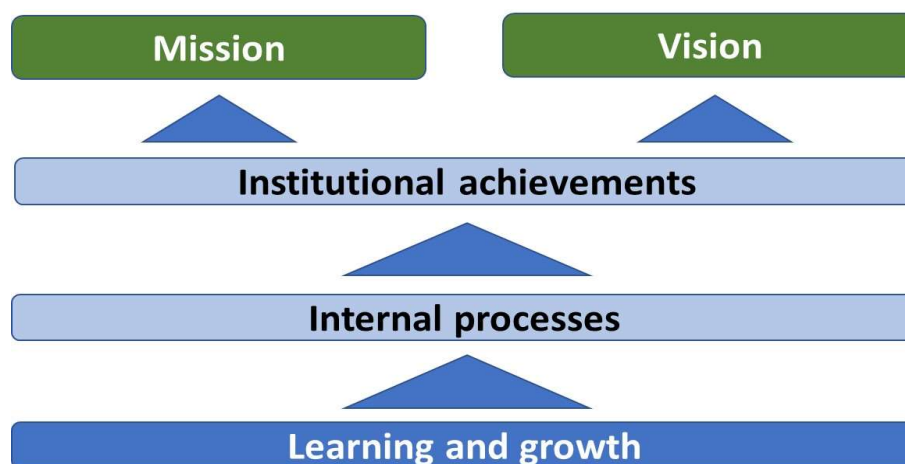 Mission
Vision
Institutional achievements
Internal processes
Learning and growth